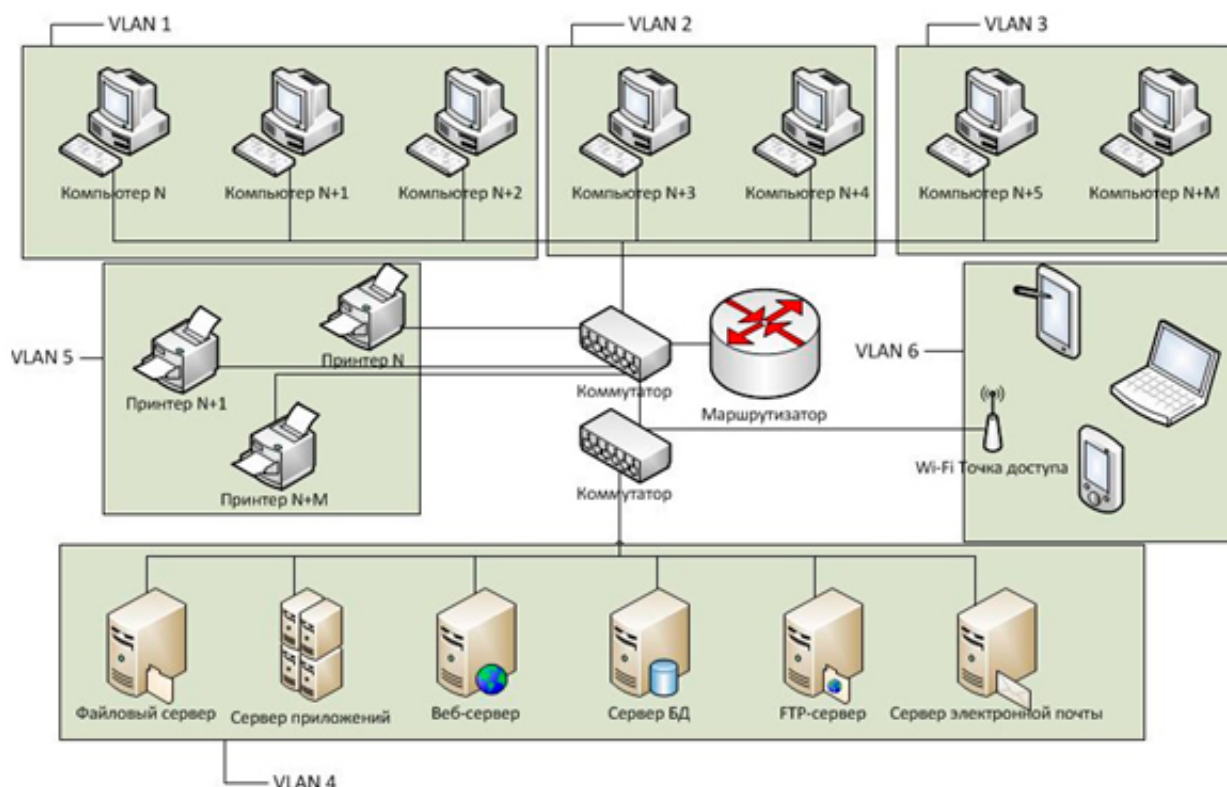 VLAN 1
VLAN 2
VLAN 3
Компьютер N
Компьютер N+1
Компьютер N+2
Компьютер N+3
Компьютер N+4
Компьютер N+5
Компьютер N+M
VLAN 5
Принтер N
Принтер N+1
Принтер N+M
Коммутатор
Маршрутизатор
Коммутатор
VLAN 6
Wi-Fi Точка доступа
Файловый сервер
Сервер приложений
Веб-сервер
Сервер БД
FTP-сервер
Сервер электронной почты
VLAN 4